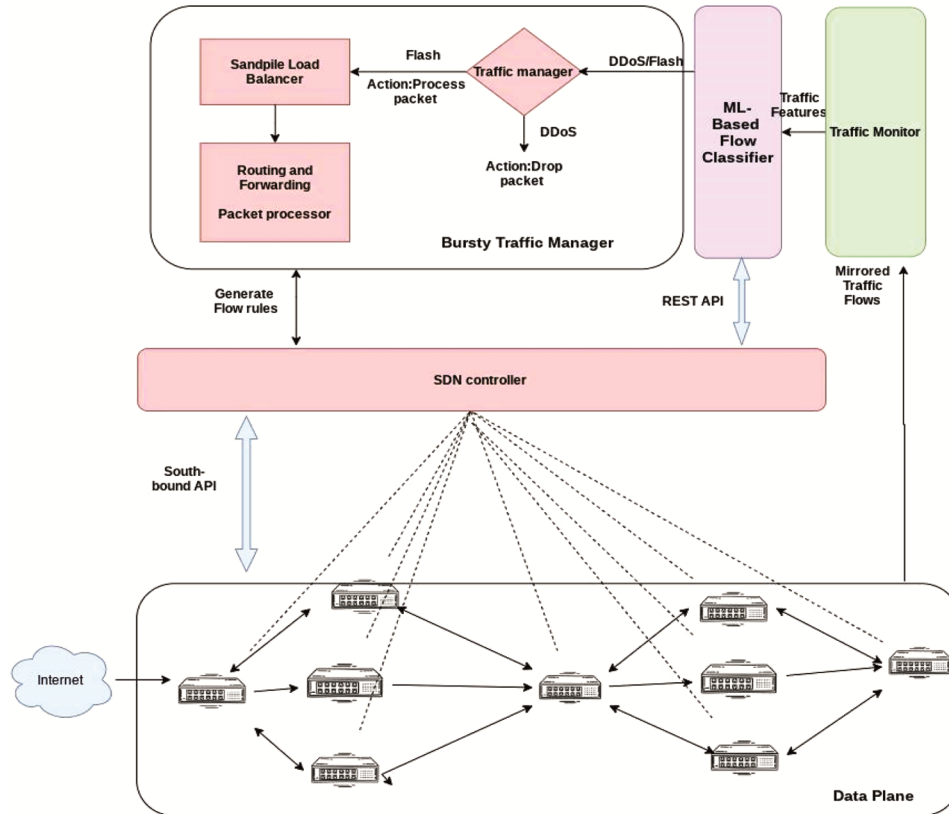 Sandpile Load
Balancer
Flash
Action:Process
packet
Traffic manager
DDoS/Flash
DDoS
Action:Drop
packet
Routing and
Forwarding
Packet processor
Bursty Traffic Manager
ML-
Based
Flow
Classifier
Traffic
Features
Traffic Monitor
Generate
Flow rules
REST API
Mirrored
Traffic
Flows
SDN controller
South-
bound API
Internet
Data Plane